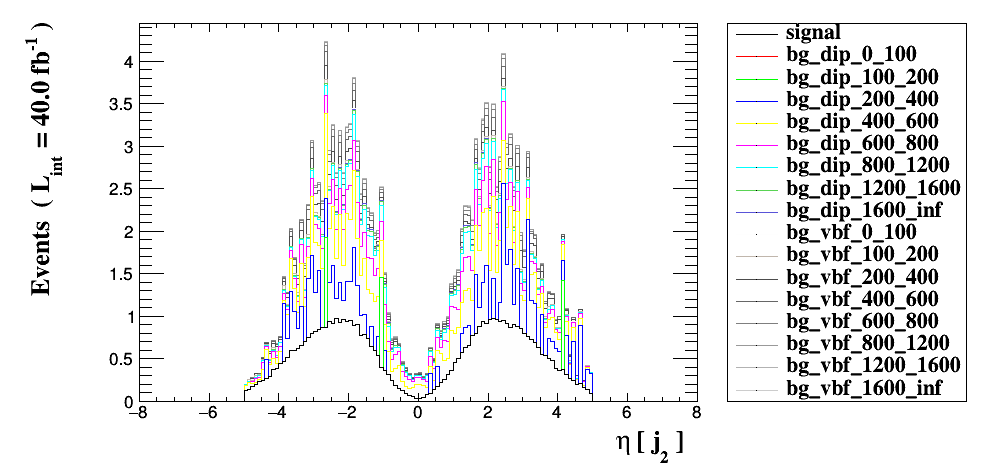 Events ( L_int = 40.0 fb^-1 )
4
3.5
3
2.5
2
1.5
1
0.5
0
−8 −6 −4 −2 0 2 4 6 8
η [ j_2 ]
signal
bg_dip_0_100
bg_dip_100_200
bg_dip_200_400
bg_dip_400_600
bg_dip_600_800
bg_dip_800_1200
bg_dip_1200_1600
bg_dip_1600_inf
bg_vbf_0_100
bg_vbf_100_200
bg_vbf_200_400
bg_vbf_400_600
bg_vbf_600_800
bg_vbf_800_1200
bg_vbf_1200_1600
bg_vbf_1600_inf